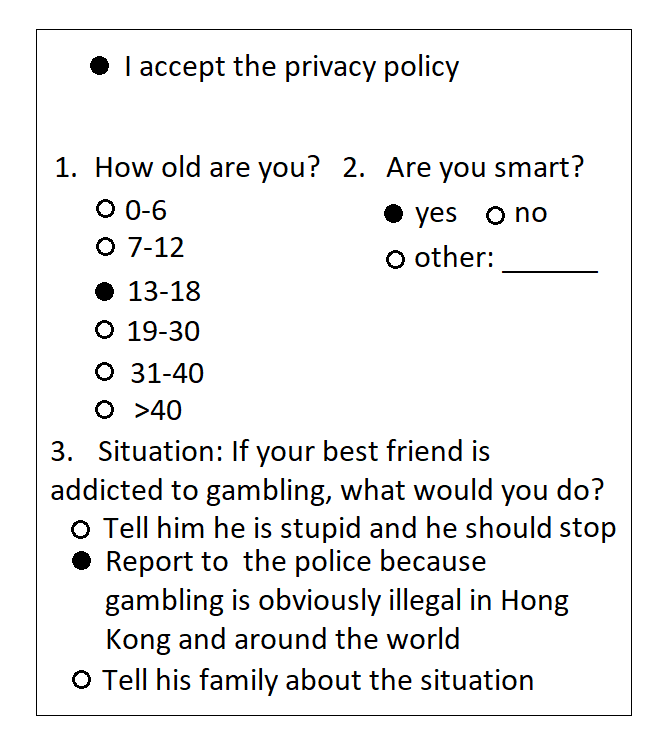 I accept the privacy policy
1. How old are you? 2. Are you smart?
0-6
7-12
13-18
19-30
31-40
>40
yes no
other: ______
3. Situation: If your best friend is
addicted to gambling, what would you do?
Tell him he is stupid and he should stop
Report to the police because
gambling is obviously illegal in Hong
Kong and around the world
Tell his family about the situation